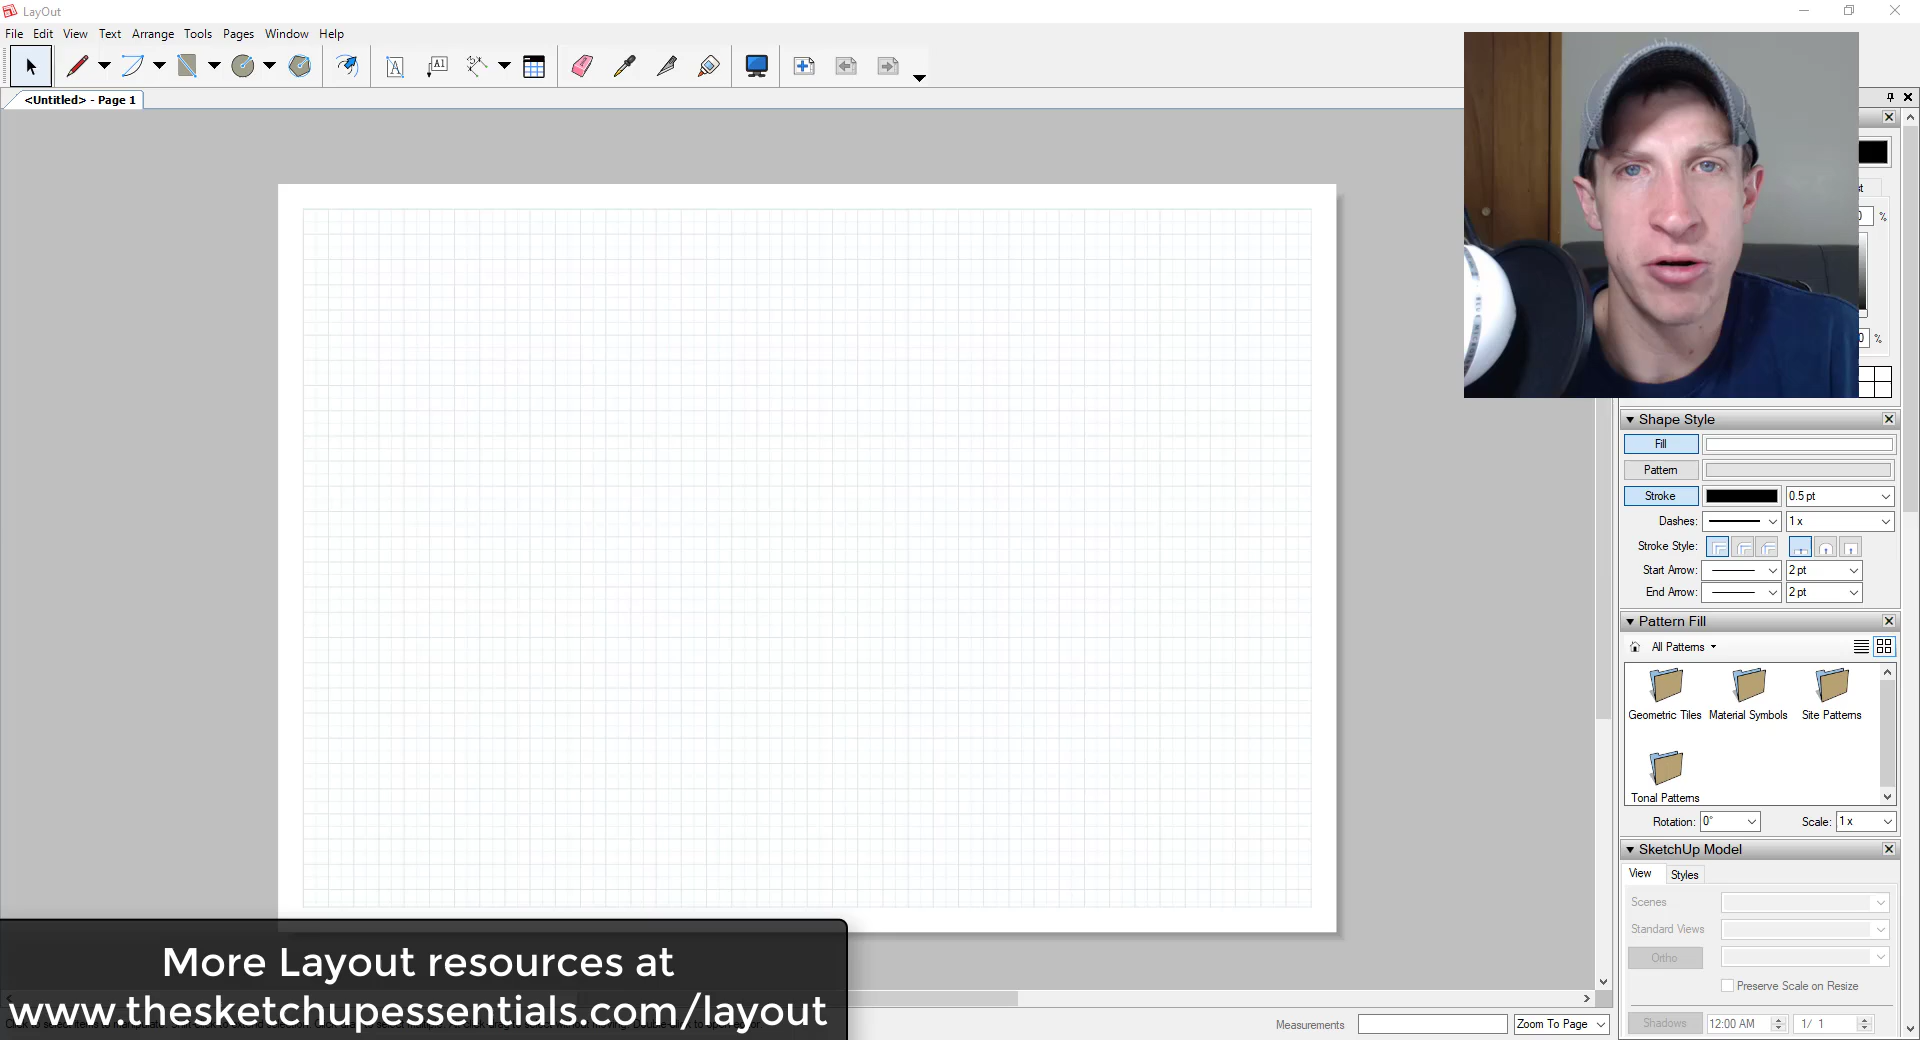 LayOut
File Edit View Text Arrange Tools Pages Window Help
A A1
<Untitled> - Page 1
%
%
Shape Style
Fill
Pattern
Stroke 0.5 pt
Dashes: 1 x
Stroke Style:
Start Arrow: 2 pt
End Arrow: 2 pt
Pattern Fill
All Patterns
Geometric Tiles Material Symbols Site Patterns
Tonal Patterns
Rotation: 0° Scale: 1 x
SketchUp Model
View Styles
Scenes
Standard Views
Ortho
Preserve Scale on Resize
Shadows 12:00 AM 1/ 1
More Layout resources at
www.thesketchupessentials.com/layout
Measurements Zoom To Page